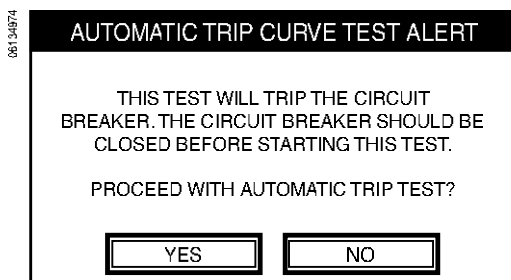 06134974
AUTOMATIC TRIP CURVE TEST ALERT
THIS TEST WILL TRIP THE CIRCUIT
BREAKER. THE CIRCUIT BREAKER SHOULD BE
CLOSED BEFORE STARTING THIS TEST.
PROCEED WITH AUTOMATIC TRIP TEST?
YES
NO